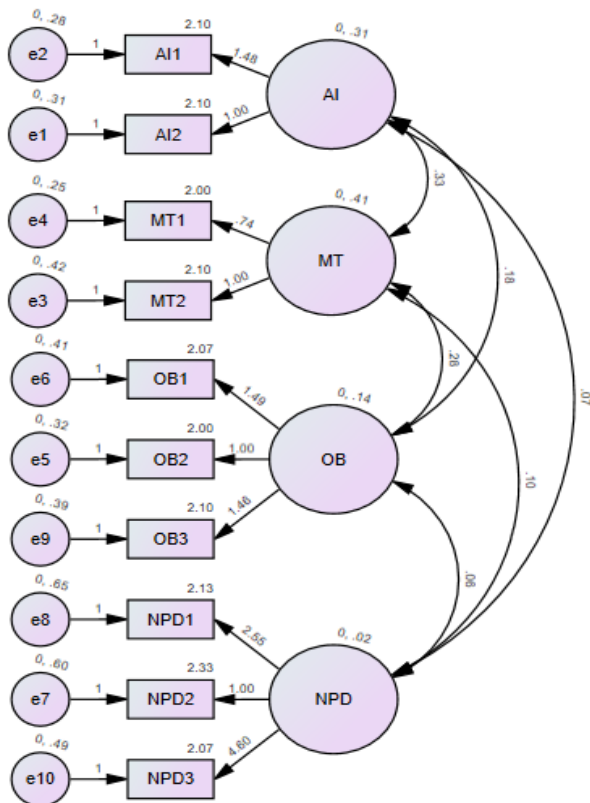 0, .28
e2
1
2.10
AI1
1.48
0, .31
AI
0, .31
e1
1
2.10
AI2
1.00
0, .25
e4
1
2.00
MT1
.74
.33
0, .41
MT
0, .42
e3
1
2.10
MT2
1.00
.18
0, .41
e6
1
2.07
OB1
1.49
.28
.07
0, .32
e5
1
2.00
OB2
1.00
0, .14
OB
.10
0, .39
e9
1
2.10
OB3
1.46
0, .65
e8
1
2.13
NPD1
2.55
.06
0, .02
NPD
0, .60
e7
1
2.33
NPD2
1.00
0, .49
e10
1
2.07
NPD3
4.60